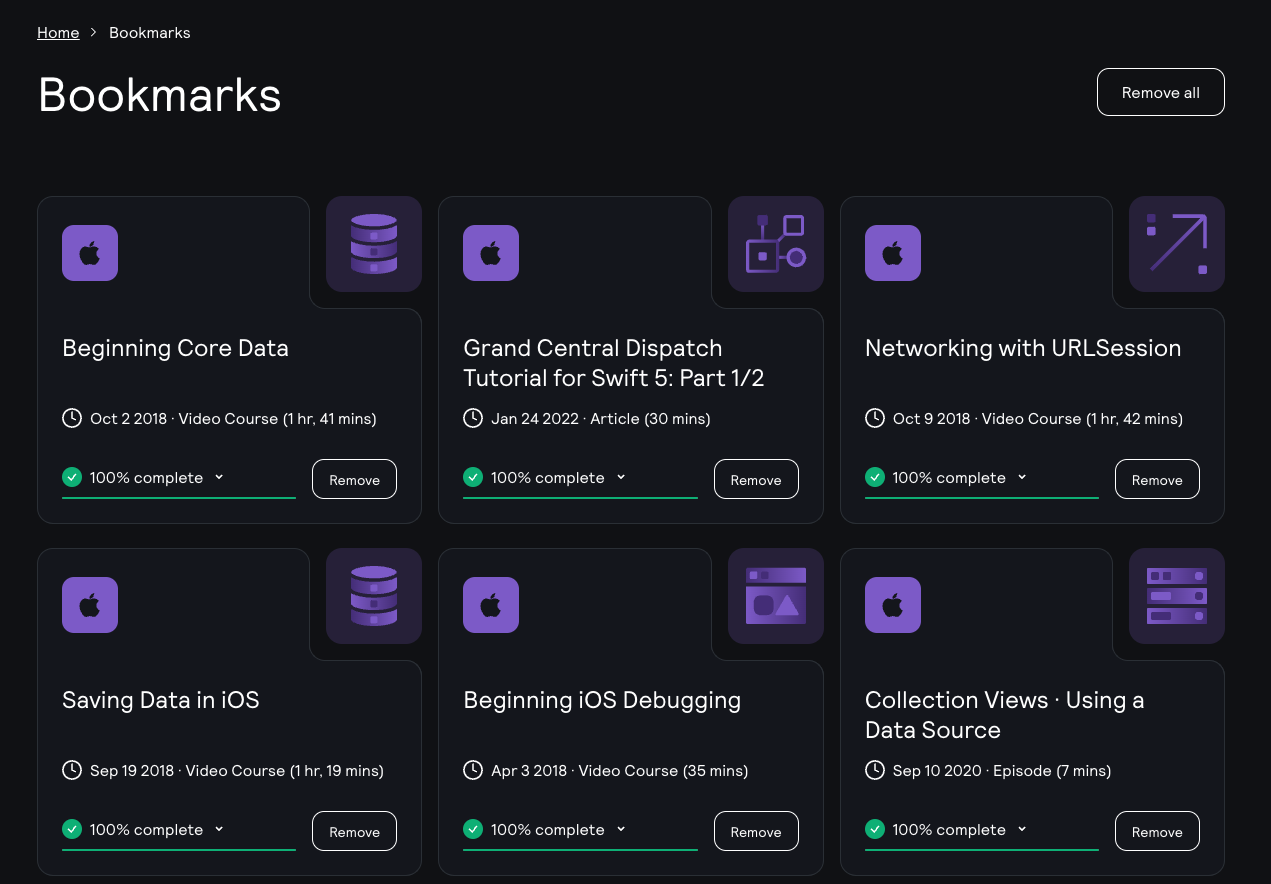 Home > Bookmarks
Bookmarks
Remove all
Beginning Core Data
Oct 2 2018 · Video Course (1 hr, 41 mins)
100% complete
Remove
Grand Central Dispatch
Tutorial for Swift 5: Part 1/2
Jan 24 2022 · Article (30 mins)
100% complete
Remove
Networking with URLSession
Oct 9 2018 · Video Course (1 hr, 42 mins)
100% complete
Remove
Saving Data in iOS
Sep 19 2018 · Video Course (1 hr, 19 mins)
100% complete
Remove
Beginning iOS Debugging
Apr 3 2018 · Video Course (35 mins)
100% complete
Remove
Collection Views · Using a
Data Source
Sep 10 2020 · Episode (7 mins)
100% complete
Remove